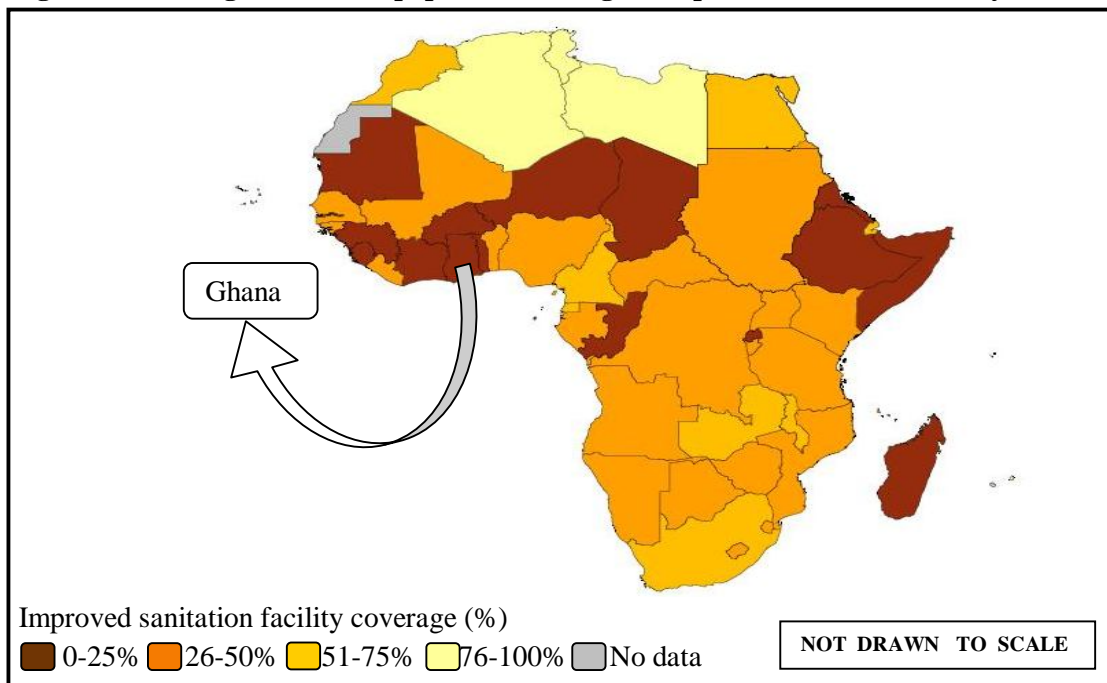 Ghana
Improved sanitation facility coverage (%)
0-25% 26-50% 51-75% 76-100% No data
NOT DRAWN TO SCALE